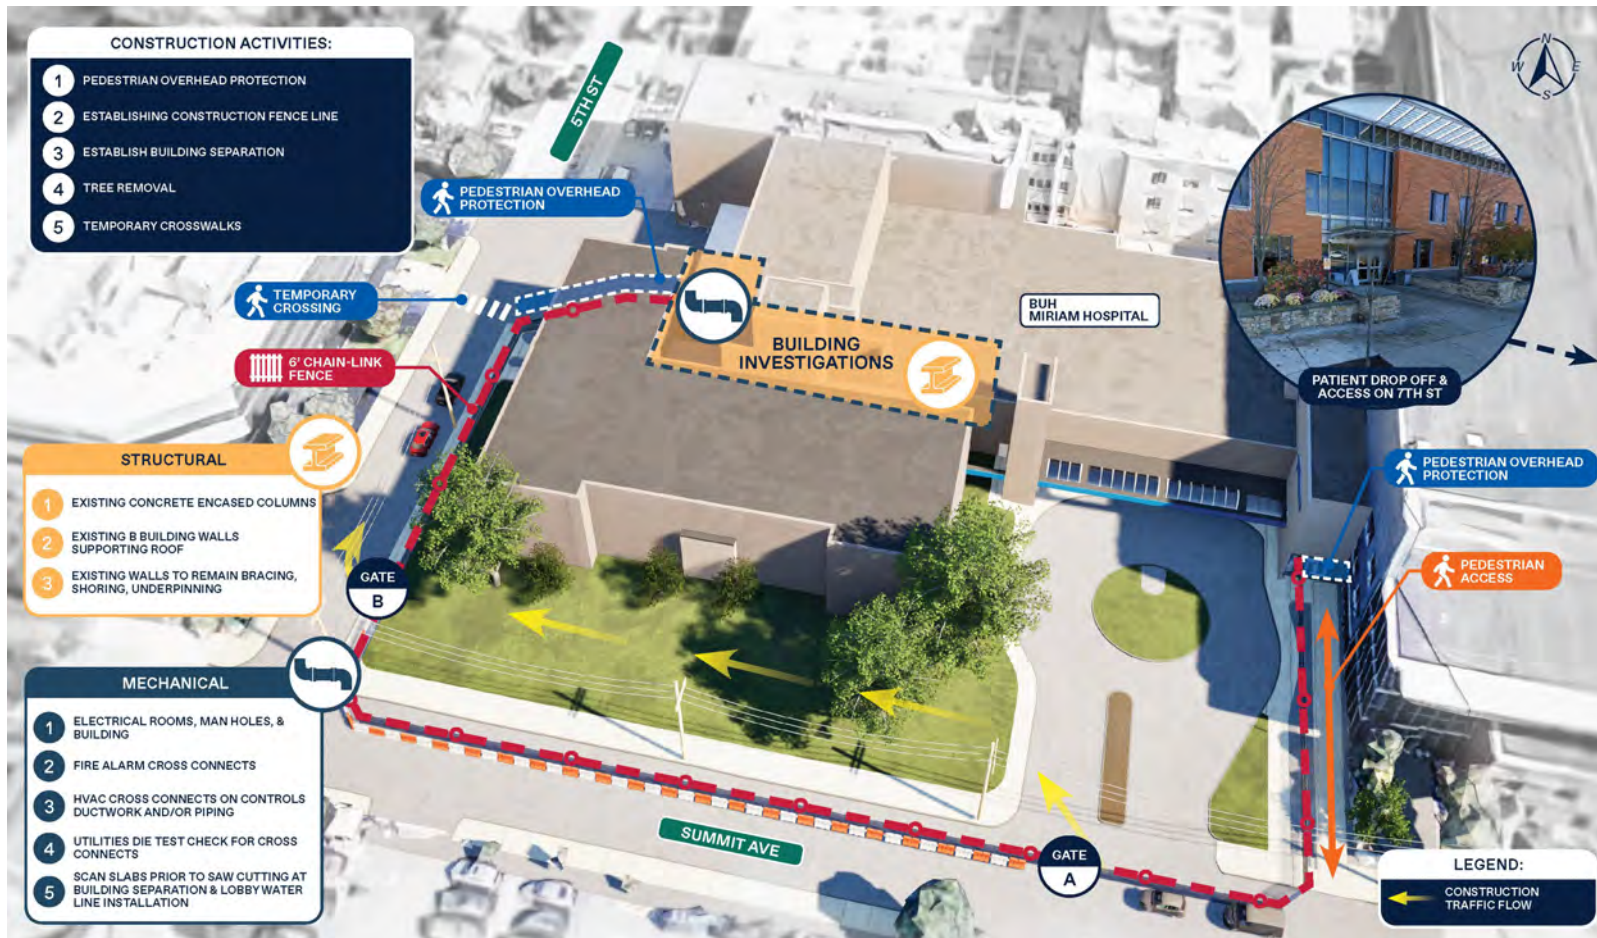 CONSTRUCTION ACTIVITIES:
1 PEDESTRIAN OVERHEAD PROTECTION
2 ESTABLISHING CONSTRUCTION FENCE LINE
3 ESTABLISH BUILDING SEPARATION
4 TREE REMOVAL
5 TEMPORARY CROSSWALKS
5TH ST
N
W
E
S
PEDESTRIAN OVERHEAD
PROTECTION
TEMPORARY
CROSSING
6' CHAIN-LINK
FENCE
BUILDING
INVESTIGATIONS
BUH
MIRIAM HOSPITAL
PATIENT DROP OFF &
ACCESS ON 7TH ST
PEDESTRIAN OVERHEAD
PROTECTION
PEDESTRIAN
ACCESS
STRUCTURAL
1 EXISTING CONCRETE ENCASED COLUMNS
2 EXISTING B BUILDING WALLS
SUPPORTING ROOF
3 EXISTING WALLS TO REMAIN BRACING,
SHORING, UNDERPINNING
GATE
B
MECHANICAL
1 ELECTRICAL ROOMS, MAN HOLES, &
BUILDING
2 FIRE ALARM CROSS CONNECTS
3 HVAC CROSS CONNECTS ON CONTROLS
DUCTWORK AND/OR PIPING
4 UTILITIES DIE TEST CHECK FOR CROSS
CONNECTS
5 SCAN SLABS PRIOR TO SAW CUTTING AT
BUILDING SEPARATION & LOBBY WATER
LINE INSTALLATION
SUMMIT AVE
GATE
A
LEGEND:
CONSTRUCTION
TRAFFIC FLOW